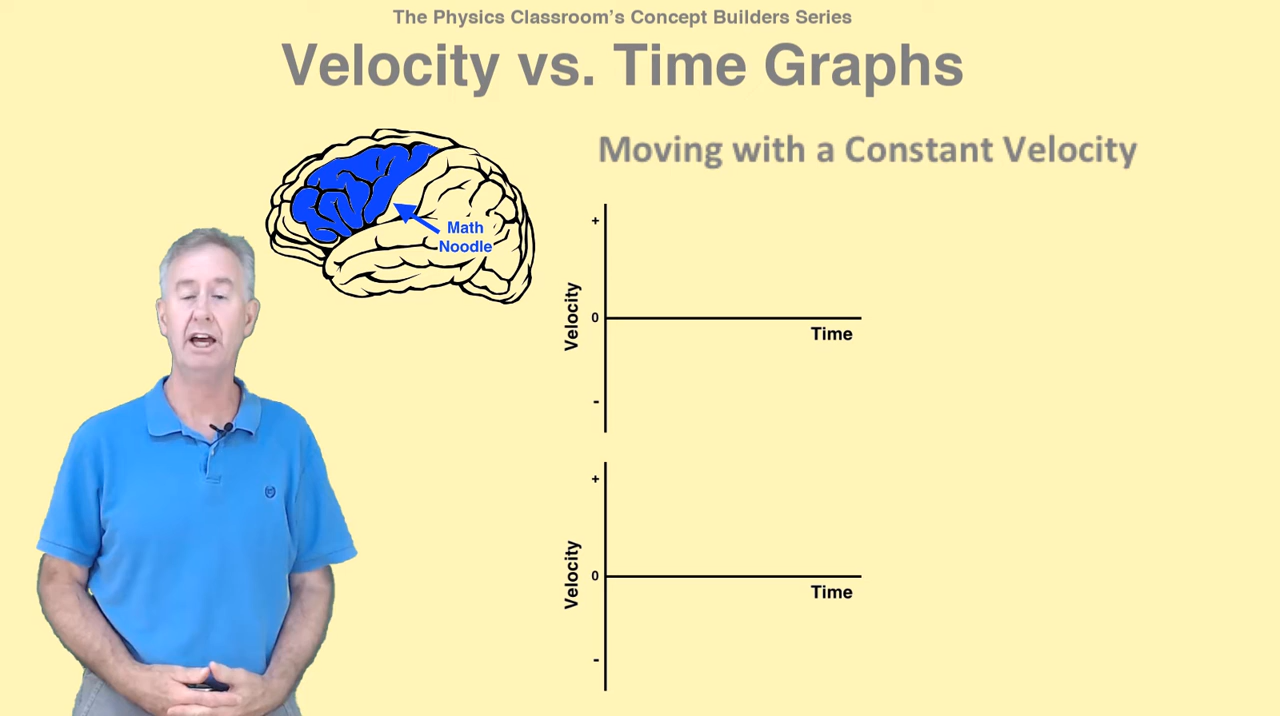 The Physics Classroom's Concept Builders Series
Velocity vs. Time Graphs
Math
Noodle
Moving with a Constant Velocity
+
Velocity
0
Time
-
+
Velocity
0
Time
-